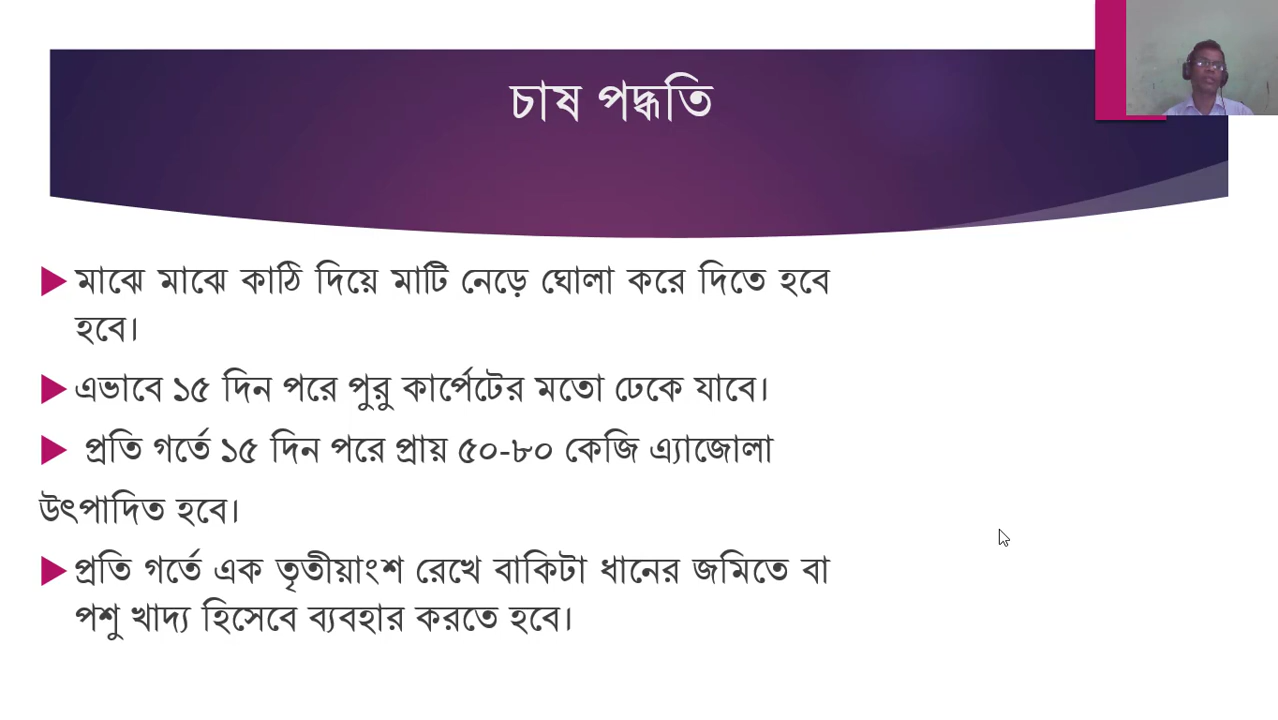 চাষ পদ্ধতি
মাঝে মাঝে কাঠি দিয়ে মাটি নেড়ে ঘোলা করে দিতে হবে
হবে।
এভাবে ১৫ দিন পরে পুরু কার্পেটের মতো ঢেকে যাবে।
প্রতি গর্তে ১৫ দিন পরে প্রায় ৫০-৮০ কেজি এ্যাজোলা
উৎপাদিত হবে।
প্রতি গর্তে এক তৃতীয়াংশ রেখে বাকিটা ধানের জমিতে বা
পশু খাদ্য হিসেবে ব্যবহার করতে হবে।